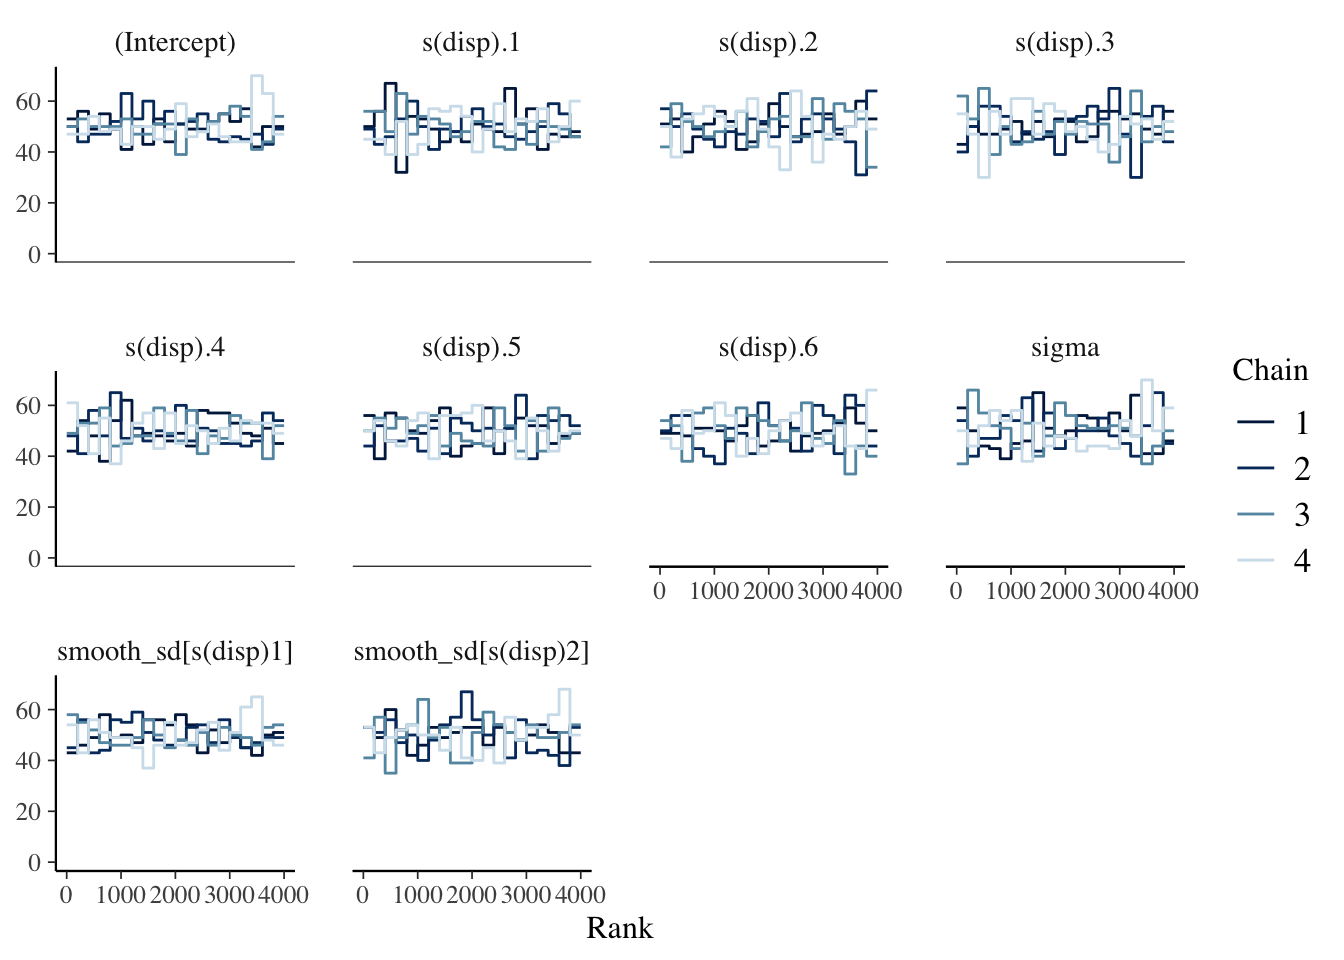 (Intercept) s(disp).1 s(disp).2 s(disp).3
60
40
20
0
s(disp).4 s(disp).5 s(disp).6 sigma
60
40
20
0
0 1000 2000 3000 4000 0 1000 2000 3000 4000
Chain
1
2
3
4
smooth_sd[s(disp)1] smooth_sd[s(disp)2]
60
40
20
0
0 1000 2000 3000 4000 0 1000 2000 3000 4000
Rank